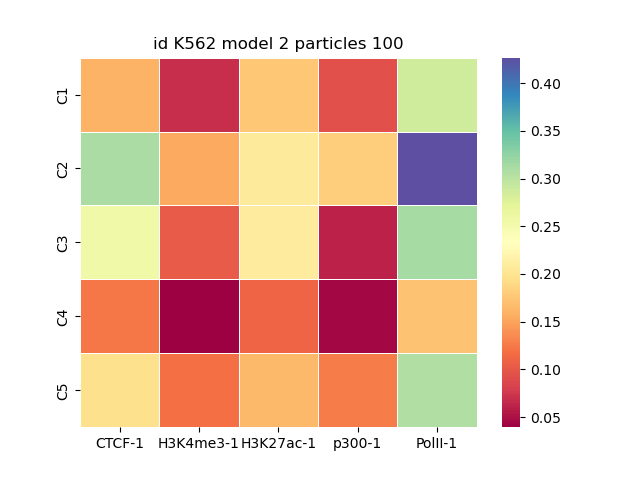 id K562 model 2 particles 100
C1
C2
C3
C4
C5
CTCF-1 H3K4me3-1 H3K27ac-1 p300-1 PolII-1
0.40
0.35
0.30
0.25
0.20
0.15
0.10
0.05